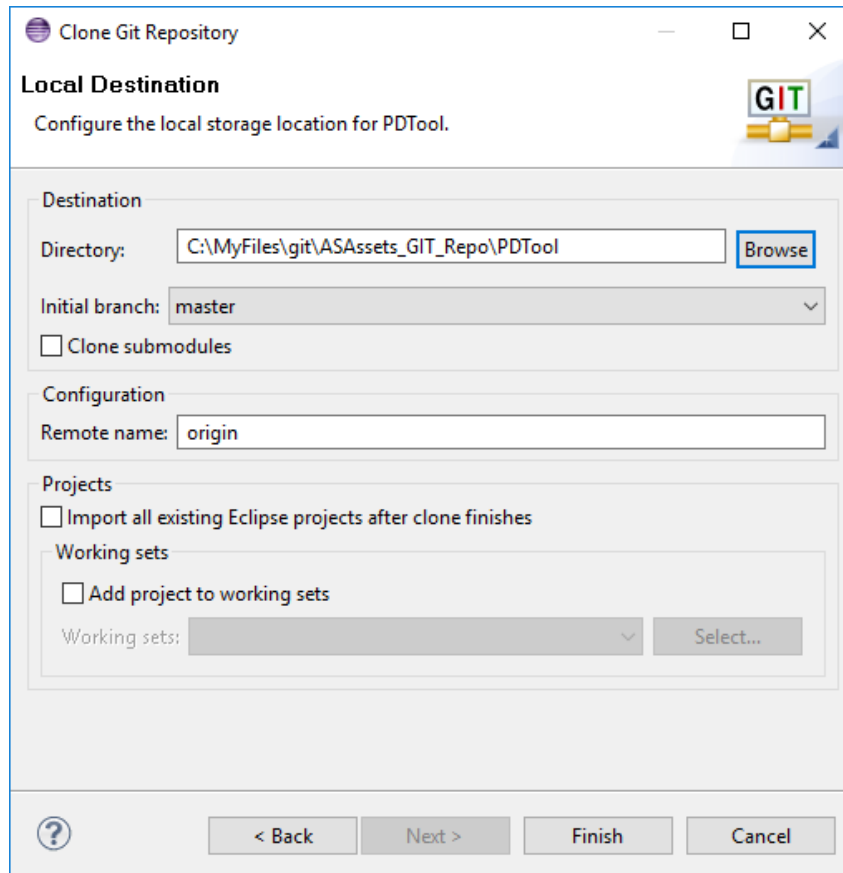 Clone Git Repository
Local Destination
Configure the local storage location for PDTool.
GIT
Destination
Directory: C:\MyFiles\git\ASAssets_GIT_Repo\PDTool Browse
Initial branch: master
Clone submodules
Configuration
Remote name: origin
Projects
Import all existing Eclipse projects after clone finishes
Working sets
Add project to working sets
Working sets: Select...
? < Back Next > Finish Cancel